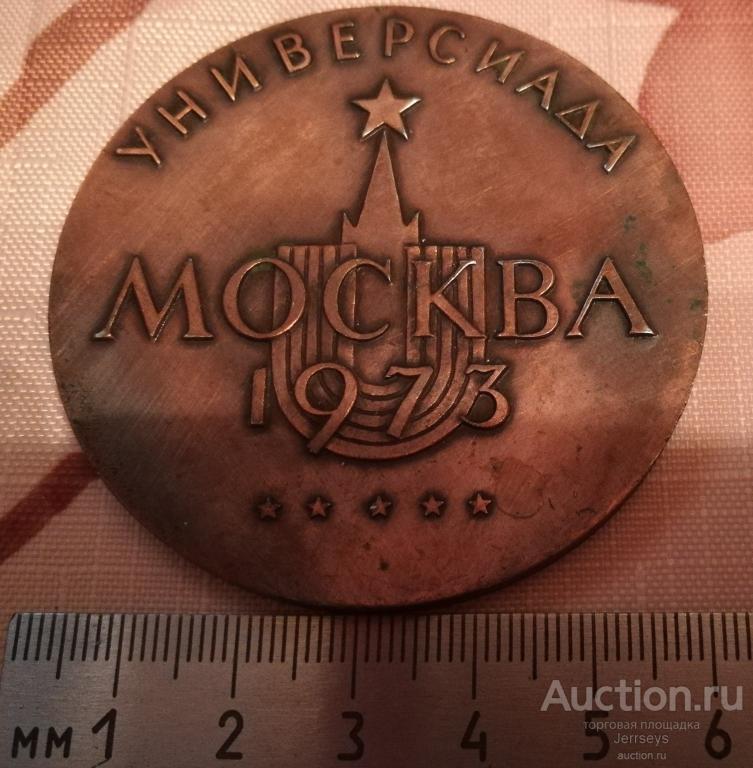 УНИВЕРСИАДА
МОСКВА
1973
мм 1 2 3 4 5 6
Auction.ru
торговая площадка
Jerrseys
auction.ru